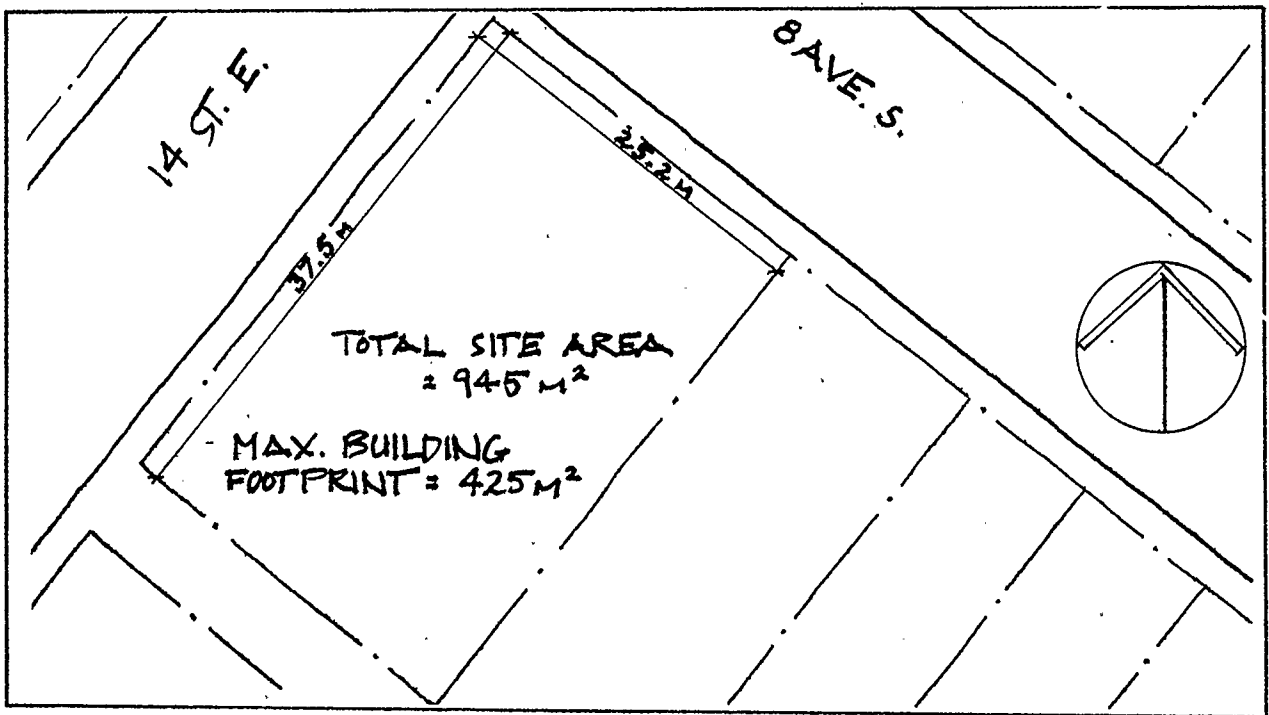 14 ST. E.
8 AVE. S.
25.2 M
37.5 M
TOTAL SITE AREA
= 945 M²
MAX. BUILDING
FOOTPRINT = 425 M²